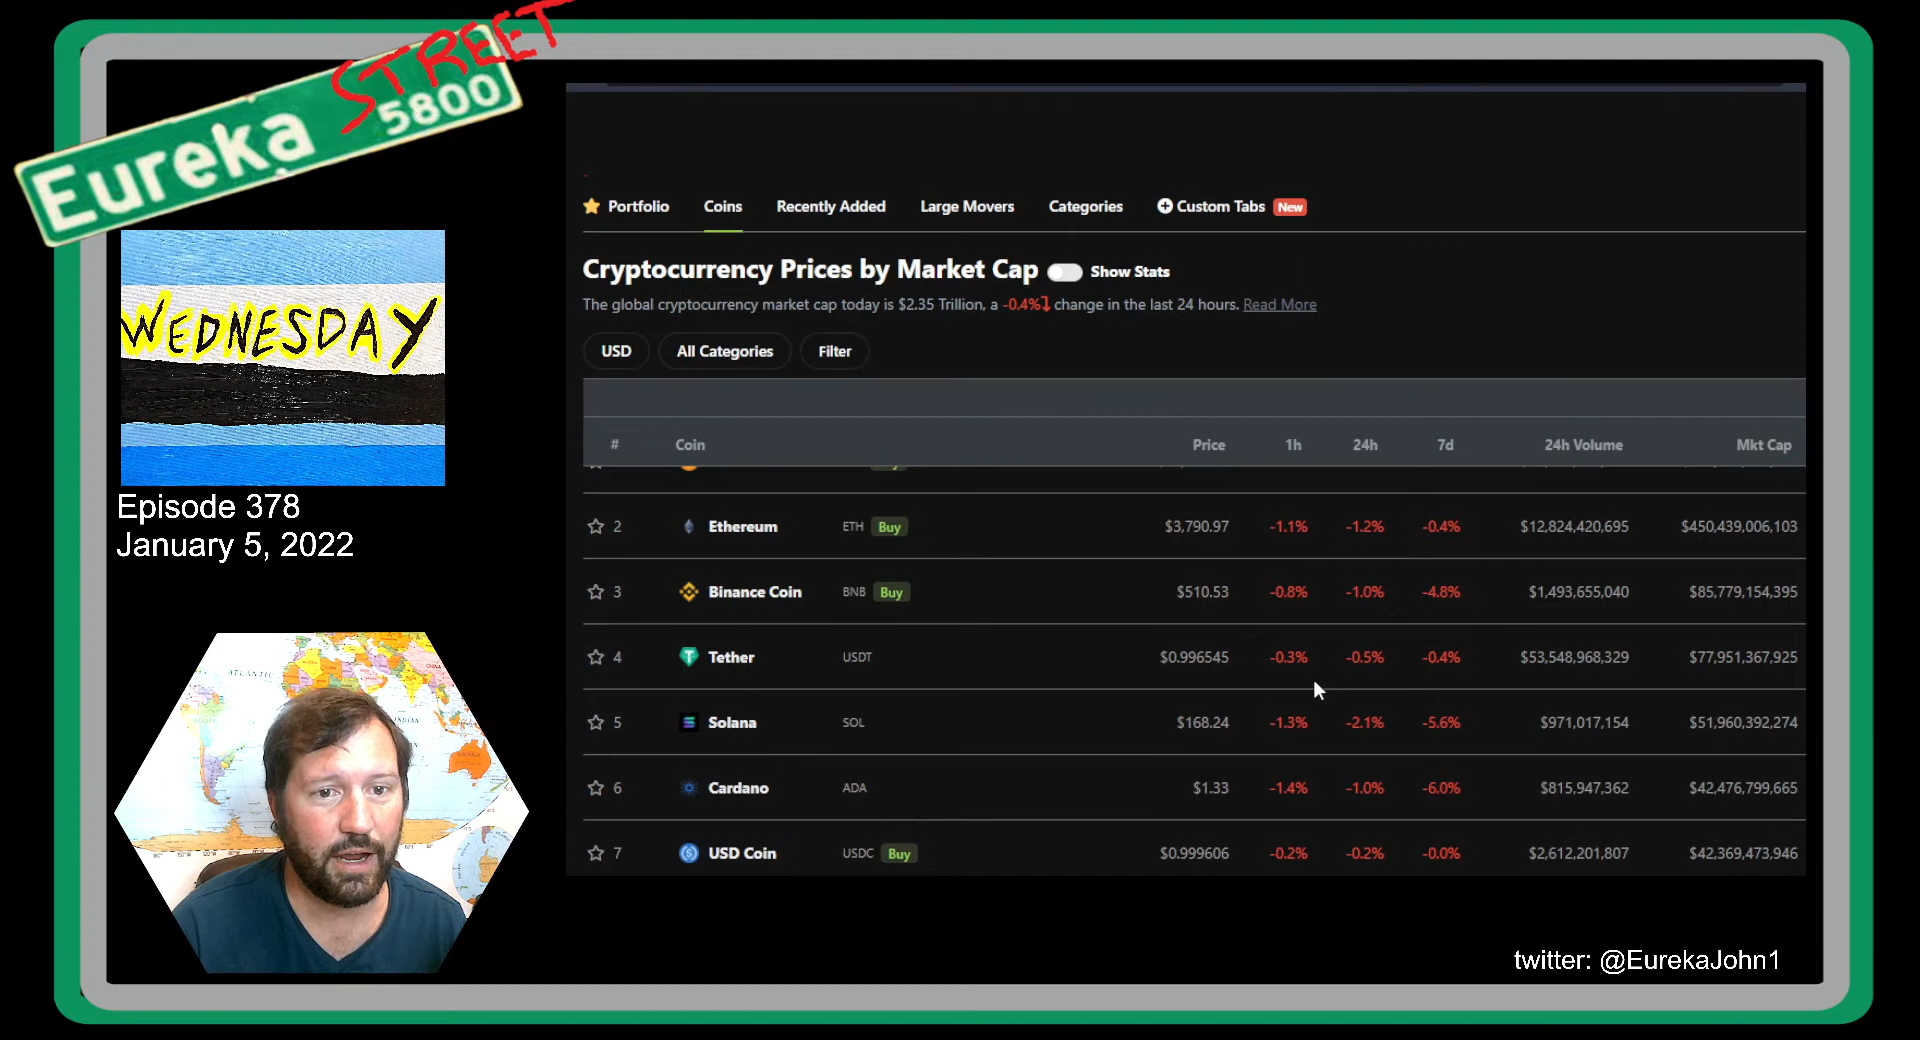 Eureka STREET
5800
WEDNESDAY
Episode 378
January 5, 2022
Portfolio Coins Recently Added Large Movers Categories Custom Tabs New
Cryptocurrency Prices by Market Cap Show Stats
The global cryptocurrency market cap today is $2.35 Trillion, a -0.4% change in the last 24 hours. Read More
USD All Categories Filter
# Coin Price 1h 24h 7d 24h Volume Mkt Cap
2 Ethereum ETH Buy $3,790.97 -1.1% -1.2% -0.4% $12,824,420,695 $450,439,006,103
3 Binance Coin BNB Buy $510.53 -0.8% -1.0% -4.8% $1,493,655,040 $85,779,154,395
4 Tether USDT $0.996545 -0.3% -0.5% -0.4% $53,548,968,329 $77,951,367,925
5 Solana SOL $168.24 -1.3% -2.1% -5.6% $971,017,154 $51,960,392,274
6 Cardano ADA $1.33 -1.4% -1.0% -6.0% $815,947,362 $42,476,799,665
7 USD Coin USDC Buy $0.999606 -0.2% -0.2% -0.0% $2,612,201,807 $42,369,473,946
ATLANTIC
INDIAN
twitter: @EurekaJohn1